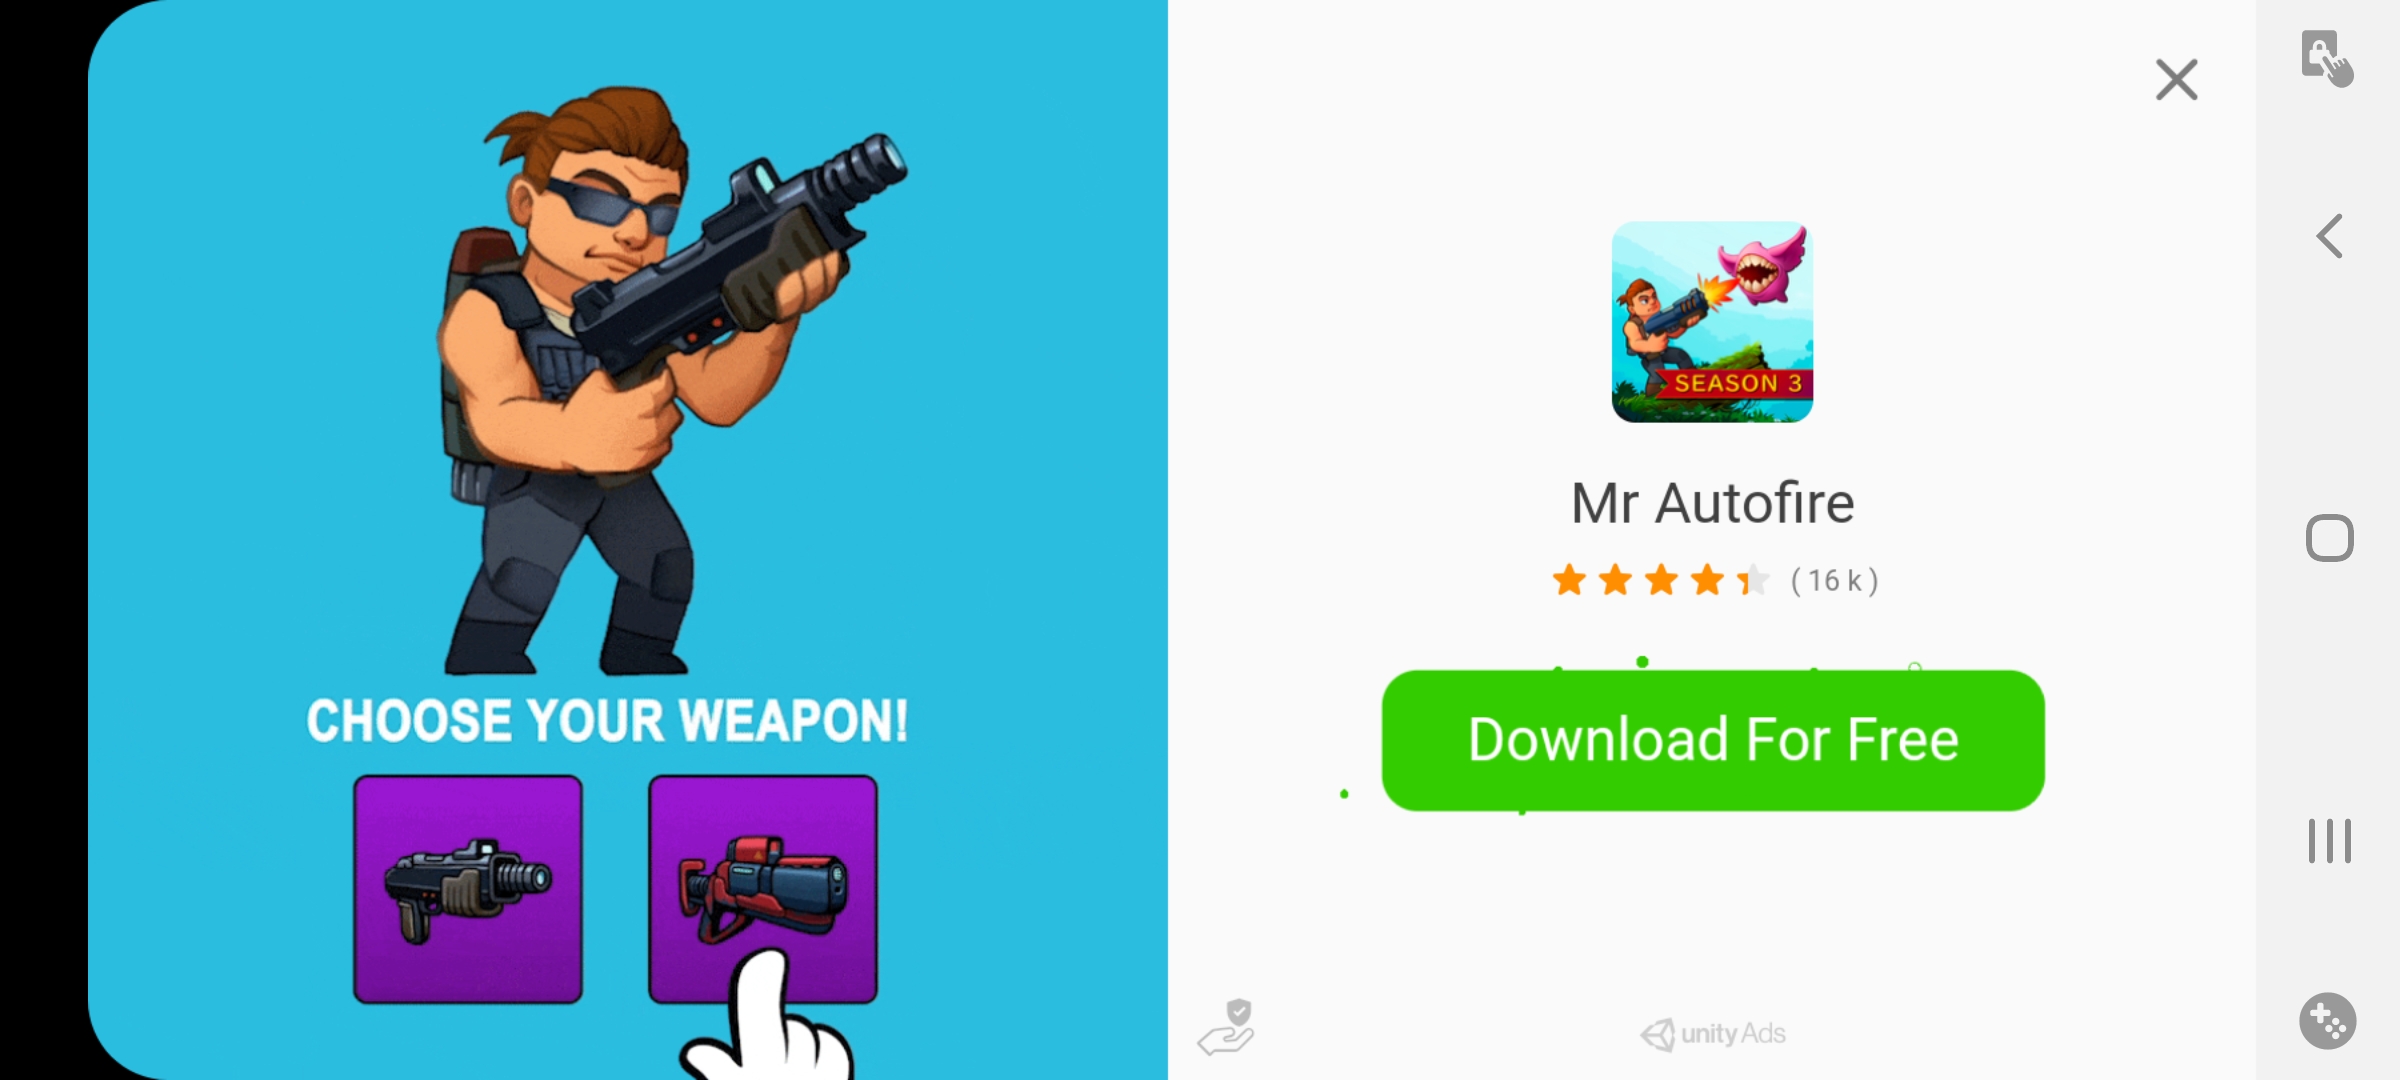 CHOOSE YOUR WEAPON!
SEASON 3
Mr Autofire
( 16 k )
Download For Free
unity Ads